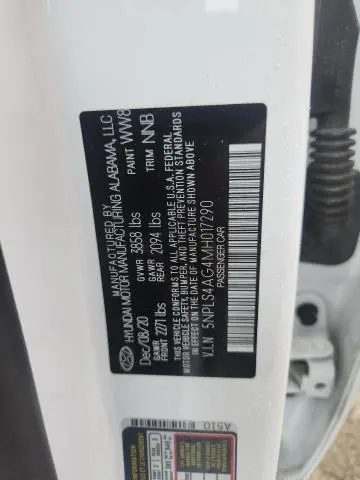 MANUFACTURED BY
HYUNDAI MOTOR MANUFACTURING ALABAMA, LLC
Dec/08/20 GVWR 3858 lbs PAINT WW8
GAWR FRONT 2271 lbs GAWR REAR 2094 lbs TRIM NNB
THIS VEHICLE CONFORMS TO ALL APPLICABLE U.S.A. FEDERAL
MOTOR VEHICLE SAFETY, BUMPER, AND THEFT PREVENTION STANDARDS
IN EFFECT ON THE DATE OF MANUFACTURE SHOWN ABOVE.
V.I.N 5NPLS4AG4MH017290
PASSENGER CAR
A510
INFORMATION